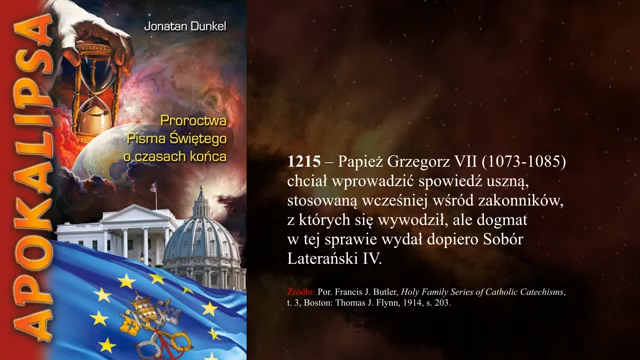 Jonatan Dunkel
APOKALIPSA
Proroctwa
Pisma Świętego
o czasach końca
1215 – Papież Grzegorz VII (1073-1085)
chciał wprowadzić spowiedź uszną,
stosowaną wcześniej wśród zakonników,
z których się wywodził, ale dogmat
w tej sprawie wydał dopiero Sobór
Laterański IV.
Źródło: Por. Francis J. Butler, Holy Family Series of Catholic Catechisms,
t. 3, Boston: Thomas J. Flynn, 1914, s. 203.